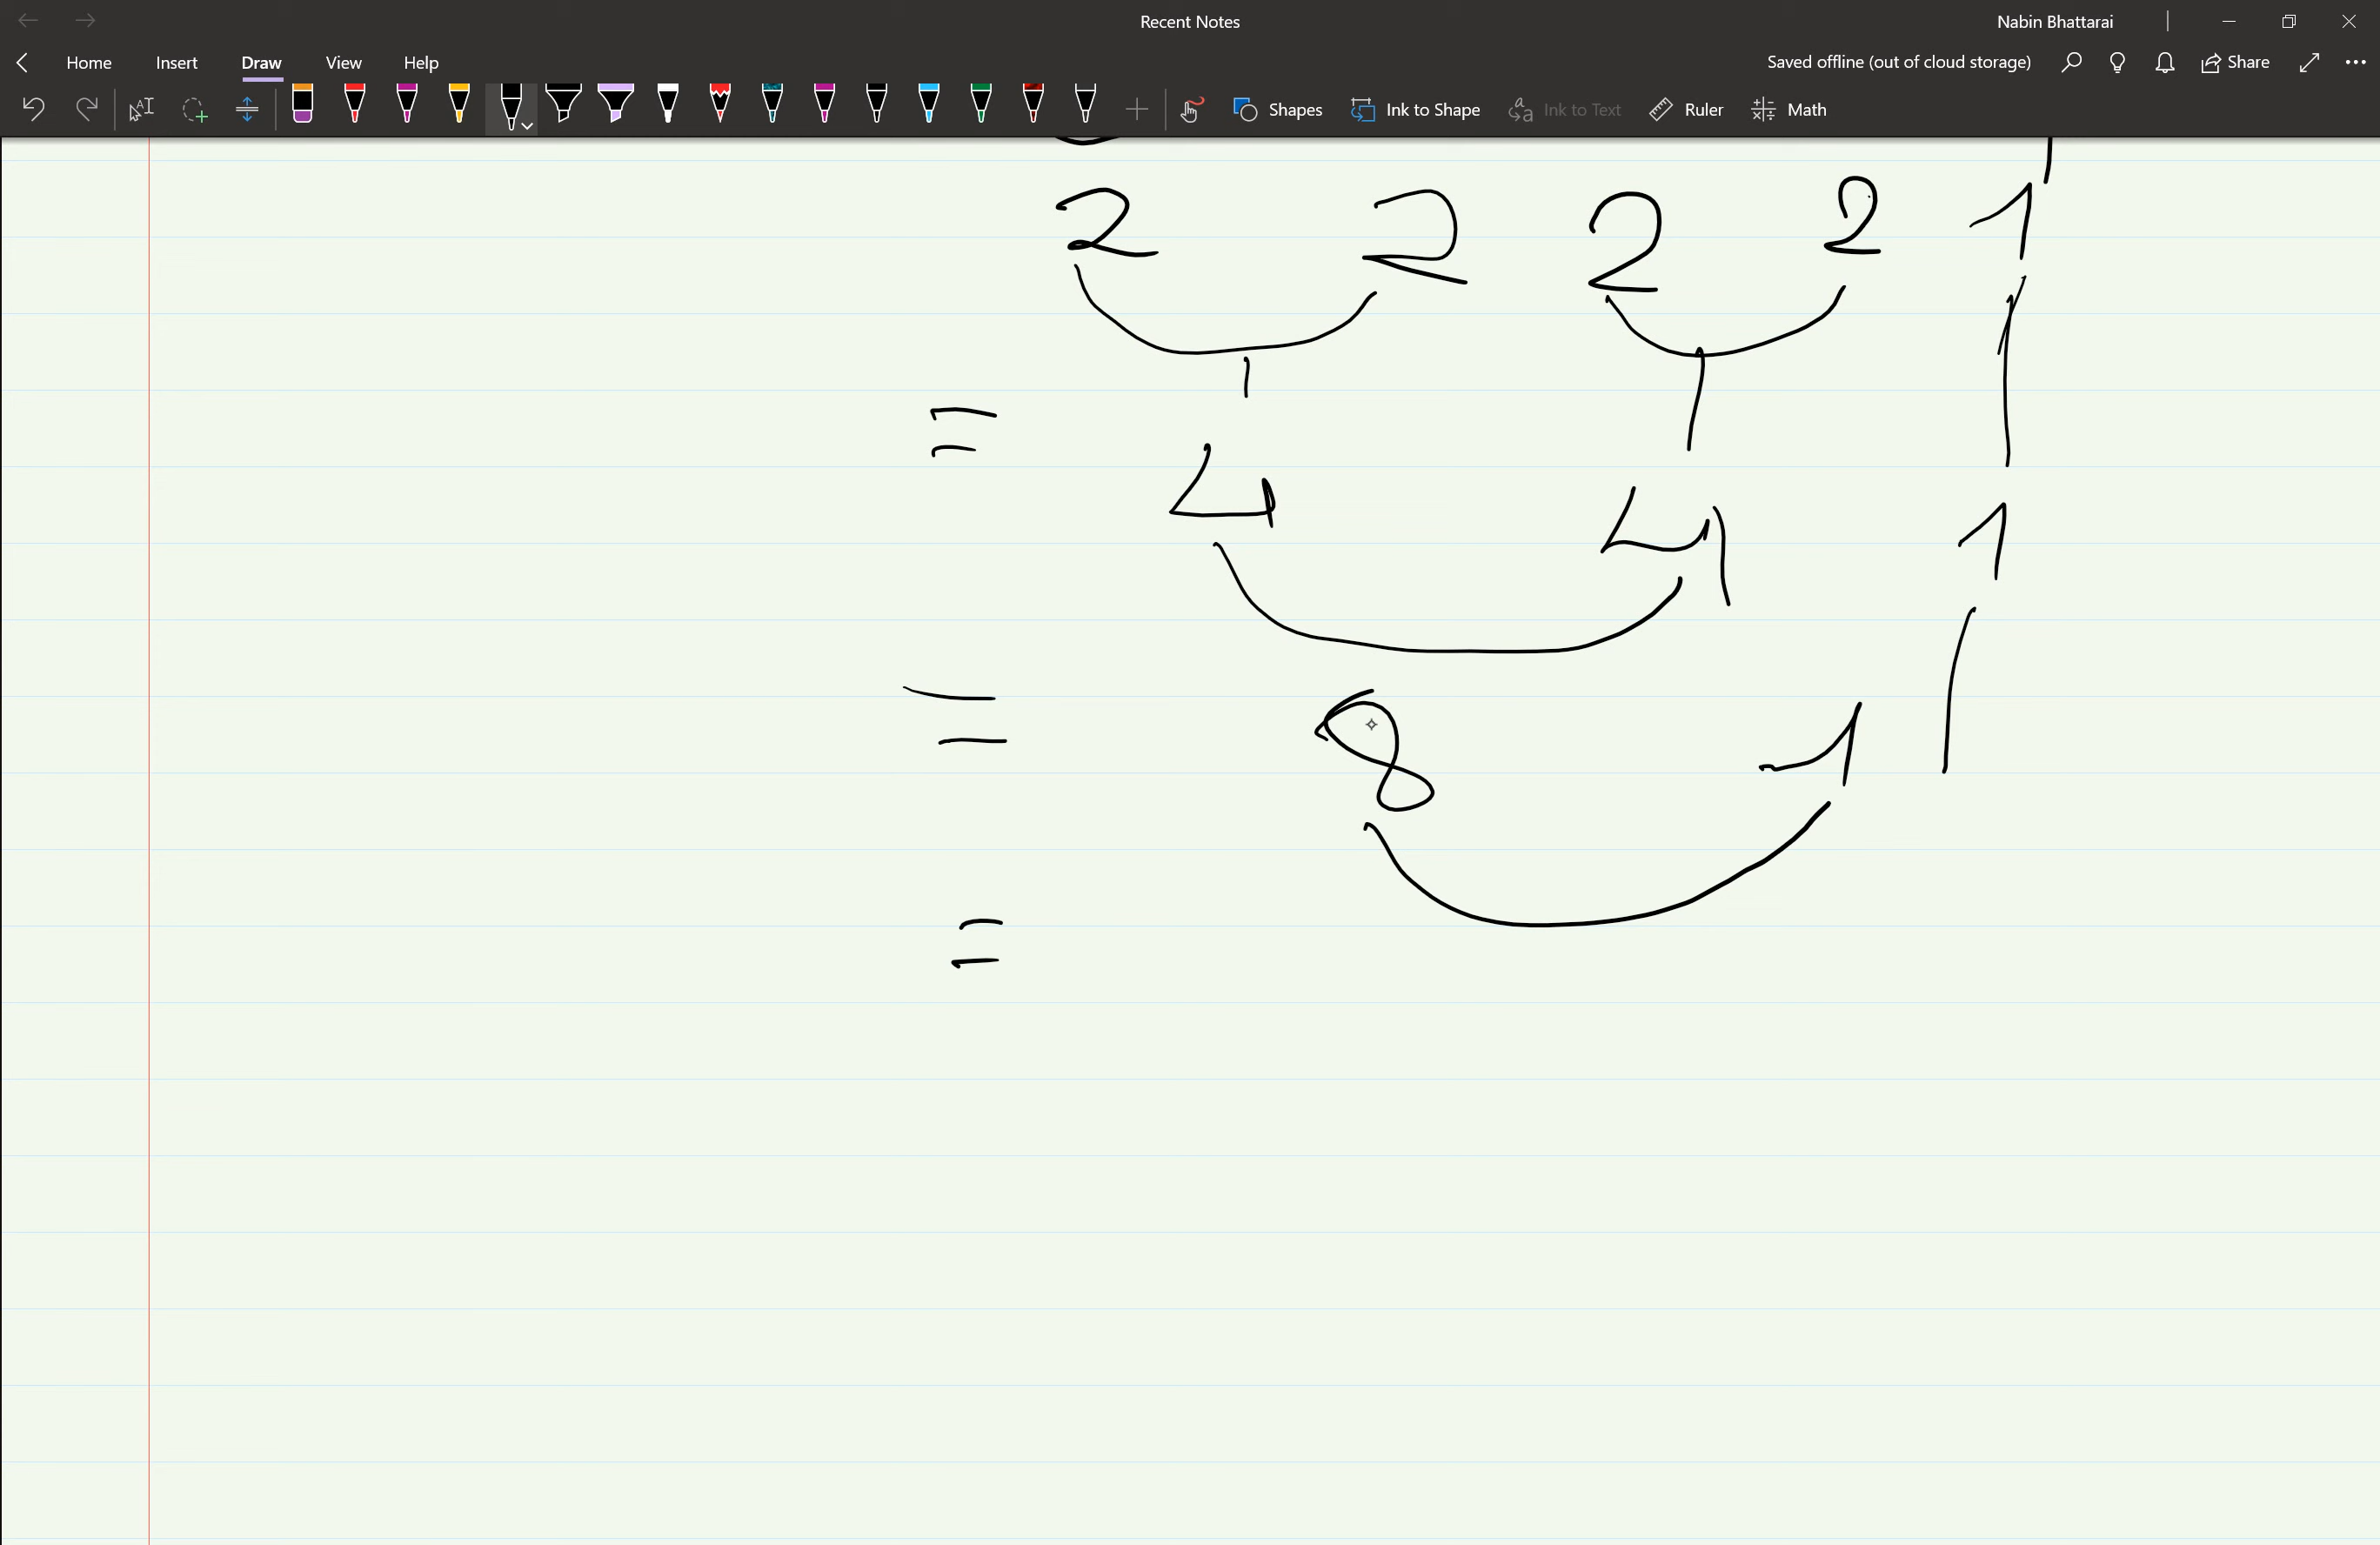 Recent Notes Nabin Bhattarai
Home Insert Draw View Help Saved offline (out of cloud storage) Share
Shapes Ink to Shape Ink to Text Ruler Math
2 2 2 2 1
= 4 4 1
= 8 1
=